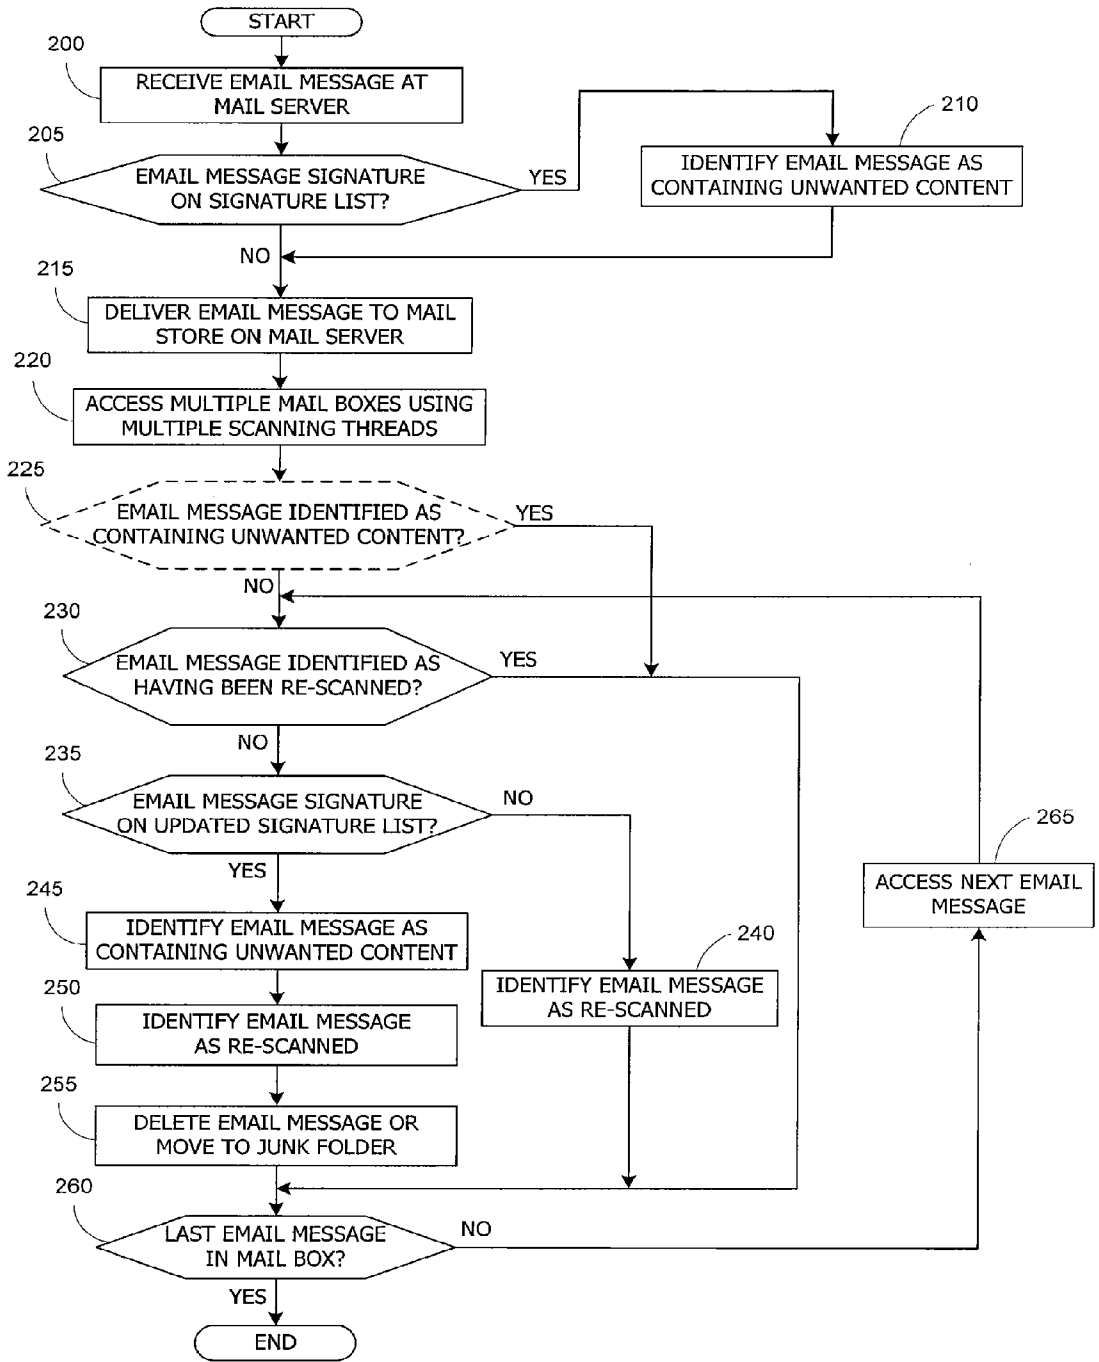 START
200
RECEIVE EMAIL MESSAGE AT
MAIL SERVER
205
EMAIL MESSAGE SIGNATURE
ON SIGNATURE LIST?
YES
210
IDENTIFY EMAIL MESSAGE AS
CONTAINING UNWANTED CONTENT
NO
215
DELIVER EMAIL MESSAGE TO MAIL
STORE ON MAIL SERVER
220
ACCESS MULTIPLE MAIL BOXES USING
MULTIPLE SCANNING THREADS
225
EMAIL MESSAGE IDENTIFIED AS
CONTAINING UNWANTED CONTENT?
YES
NO
230
EMAIL MESSAGE IDENTIFIED AS
HAVING BEEN RE-SCANNED?
YES
NO
235
EMAIL MESSAGE SIGNATURE
ON UPDATED SIGNATURE LIST?
NO
YES
265
ACCESS NEXT EMAIL
MESSAGE
245
IDENTIFY EMAIL MESSAGE AS
CONTAINING UNWANTED CONTENT
240
IDENTIFY EMAIL MESSAGE
AS RE-SCANNED
250
IDENTIFY EMAIL MESSAGE
AS RE-SCANNED
255
DELETE EMAIL MESSAGE OR
MOVE TO JUNK FOLDER
260
LAST EMAIL MESSAGE
IN MAIL BOX?
NO
YES
END